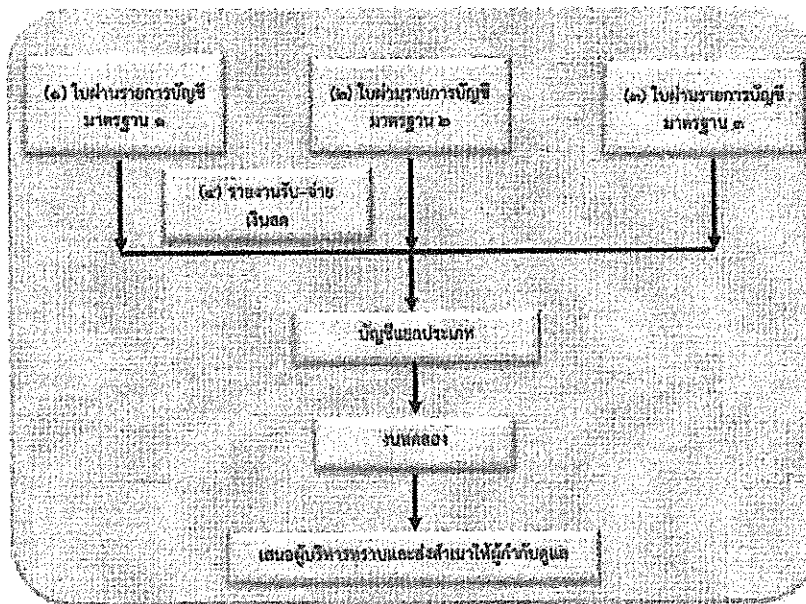 (๑) ใบผ่านรายการบัญชี
มาตรฐาน ๑
(๒) ใบผ่านรายการบัญชี
มาตรฐาน ๒
(๓) ใบผ่านรายการบัญชี
มาตรฐาน ๓
(๔) รายงานรับ-จ่าย
เงินสด
บัญชีแยกประเภท
งบทดลอง
เสนอผู้บริหารทราบและส่งสำเนาให้ผู้กำกับดูแล